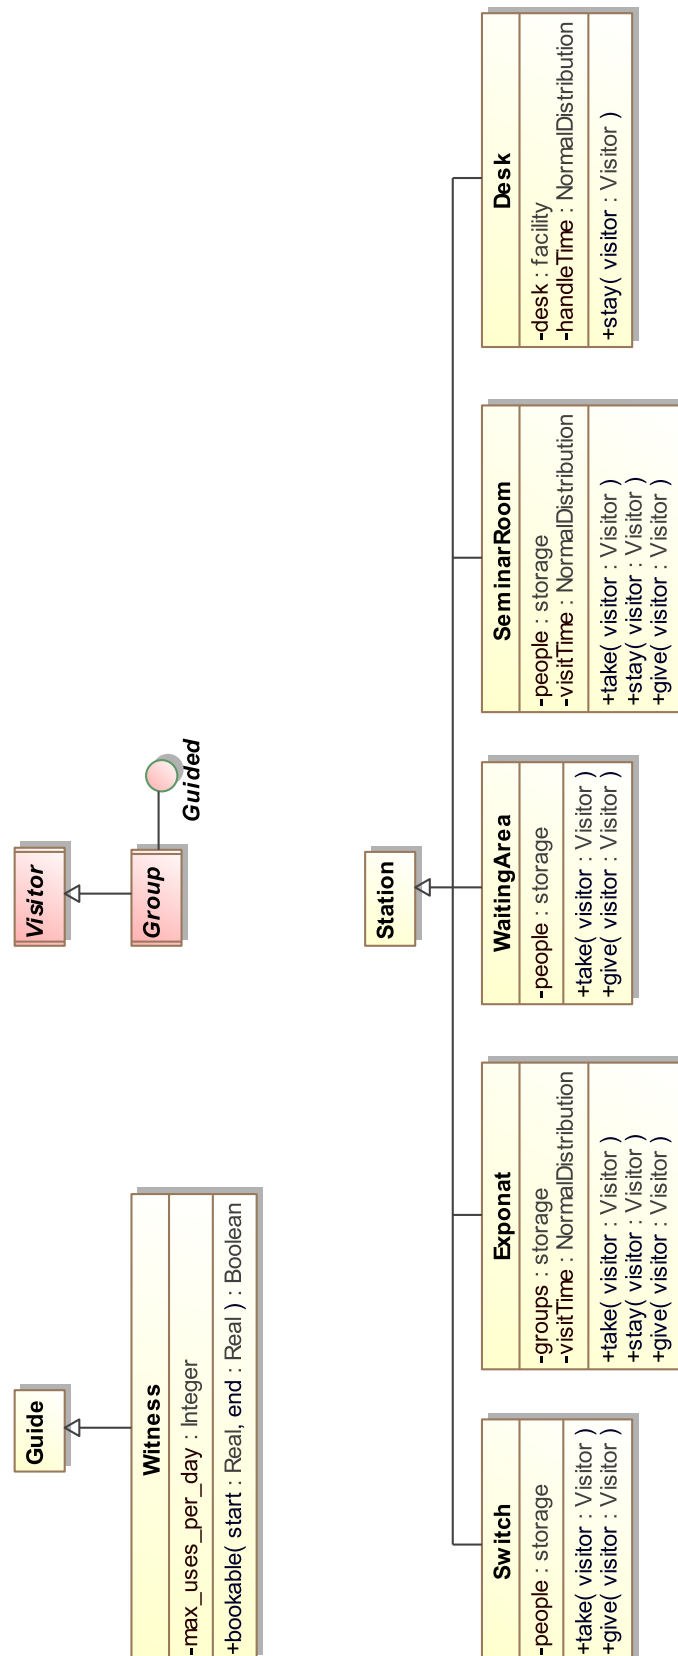 Guide
Witness
-max_uses_per_day : Integer
+bookable( start : Real, end : Real ) : Boolean
Visitor
Group
Guided
Station
Switch
-people : storage
+take( visitor : Visitor )
+give( visitor : Visitor )
Exponat
-groups : storage
-visitTime : NormalDistribution
+take( visitor : Visitor )
+stay( visitor : Visitor )
+give( visitor : Visitor )
WaitingArea
-people : storage
+take( visitor : Visitor )
+give( visitor : Visitor )
SeminarRoom
-people : storage
-visitTime : NormalDistribution
+take( visitor : Visitor )
+stay( visitor : Visitor )
+give( visitor : Visitor )
Desk
-desk : facility
-handleTime : NormalDistribution
+stay( visitor : Visitor )